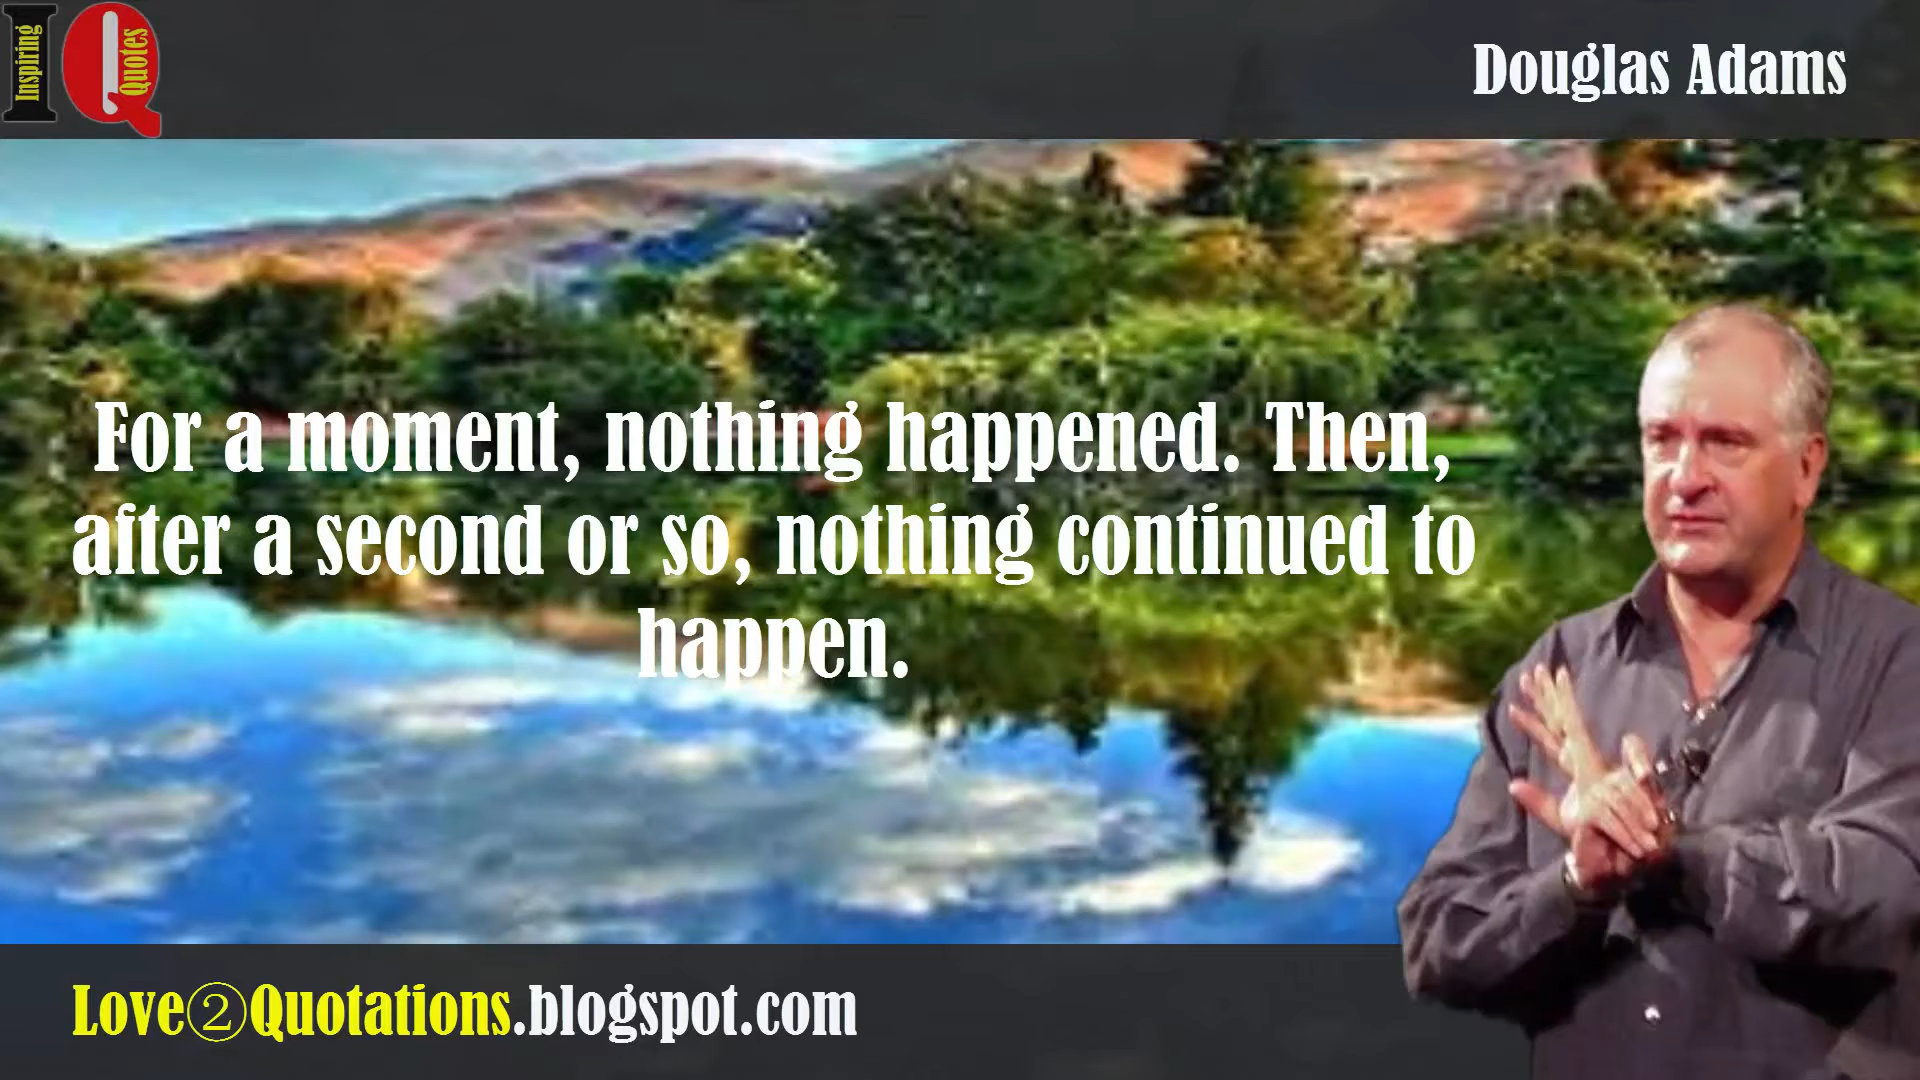 Inspiring
Quotes
Douglas Adams
For a moment, nothing happened. Then,
after a second or so, nothing continued to
happen.
Love②Quotations.blogspot.com